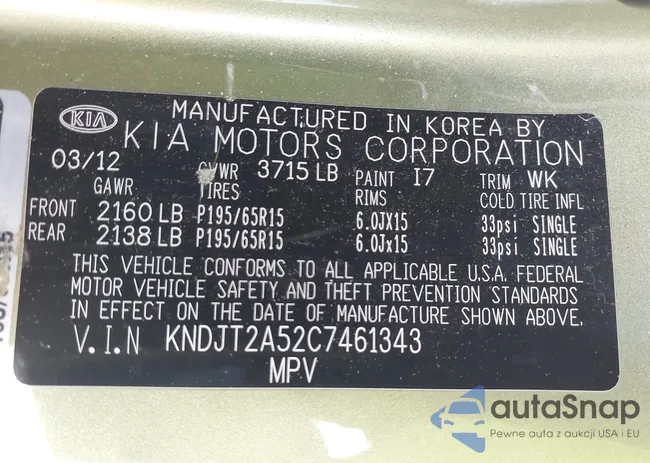 KIA
MANUFACTURED IN KOREA BY
KIA MOTORS CORPORATION
03/12 GVWR 3715 LB PAINT I7 TRIM WK
GAWR TIRES RIMS COLD TIRE INFL
FRONT 2160 LB P195/65R15 6.0JX15 33psi SINGLE
REAR 2138 LB P195/65R15 6.0Jx15 33psi SINGLE
THIS VEHICLE CONFORMS TO ALL APPLICABLE U.S.A. FEDERAL
MOTOR VEHICLE SAFETY AND THEFT PREVENTION STANDARDS
IN EFFECT ON THE DATE OF MANUFACTURE SHOWN ABOVE.
V.I.N KNDJT2A52C7461343
MPV
autoSnap
Pewne auta z aukcji USA i EU